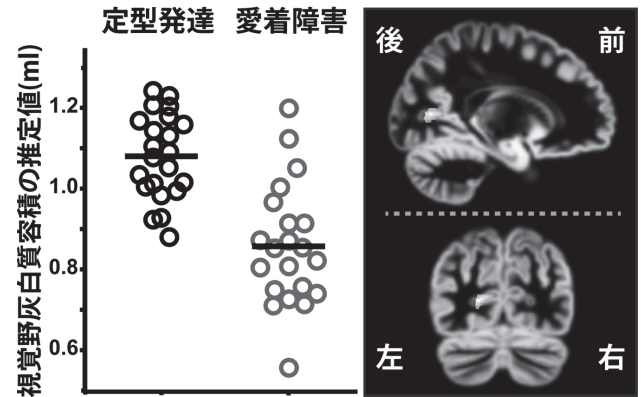 定型発達
愛着障害
視覚野灰白質容積の推定値(ml)
1.2
1.0
0.8
0.6
後
前
左
右